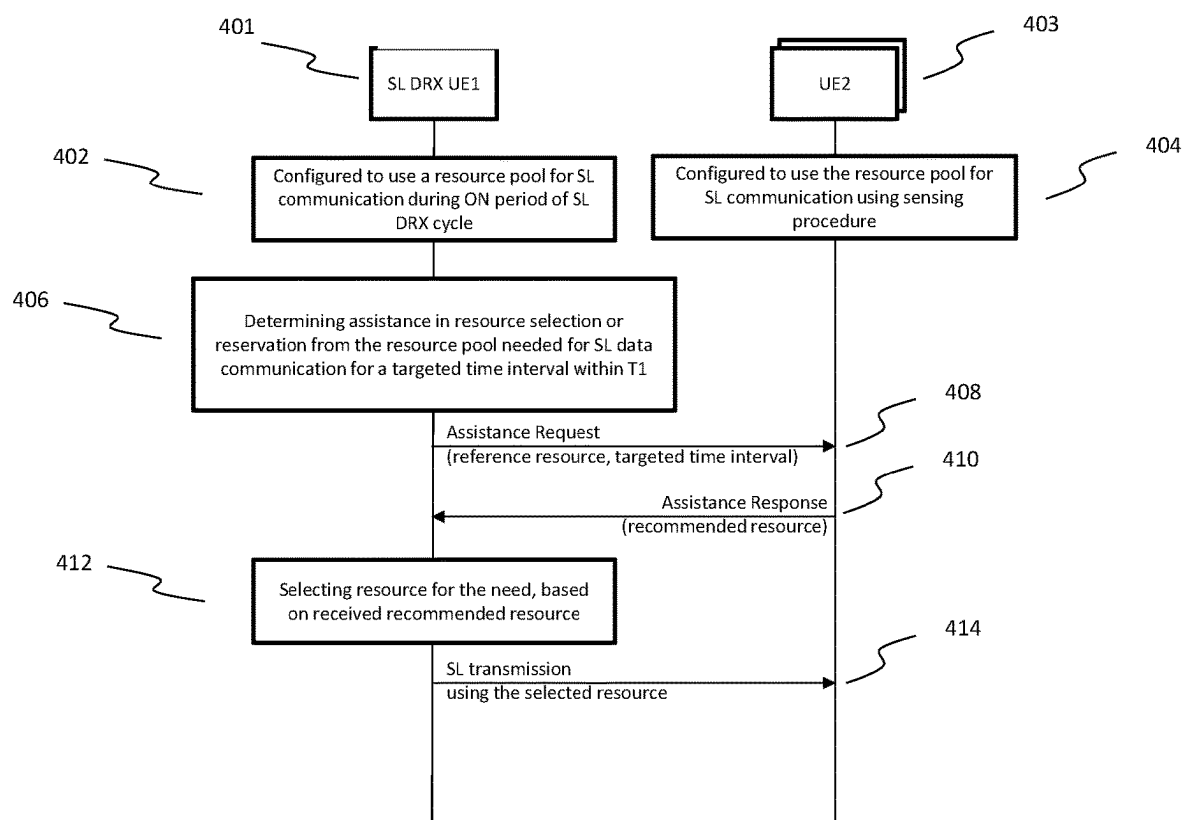 401
403
SL DRX UE1
UE2
402
404
Configured to use a resource pool for SL
communication during ON period of SL
DRX cycle
Configured to use the resource pool for
SL communication using sensing
procedure
406
Determining assistance in resource selection or
reservation from the resource pool needed for SL data
communication for a targeted time interval within T1
408
Assistance Request
(reference resource, targeted time interval)
410
Assistance Response
(recommended resource)
412
Selecting resource for the need, based
on received recommended resource
414
SL transmission
using the selected resource